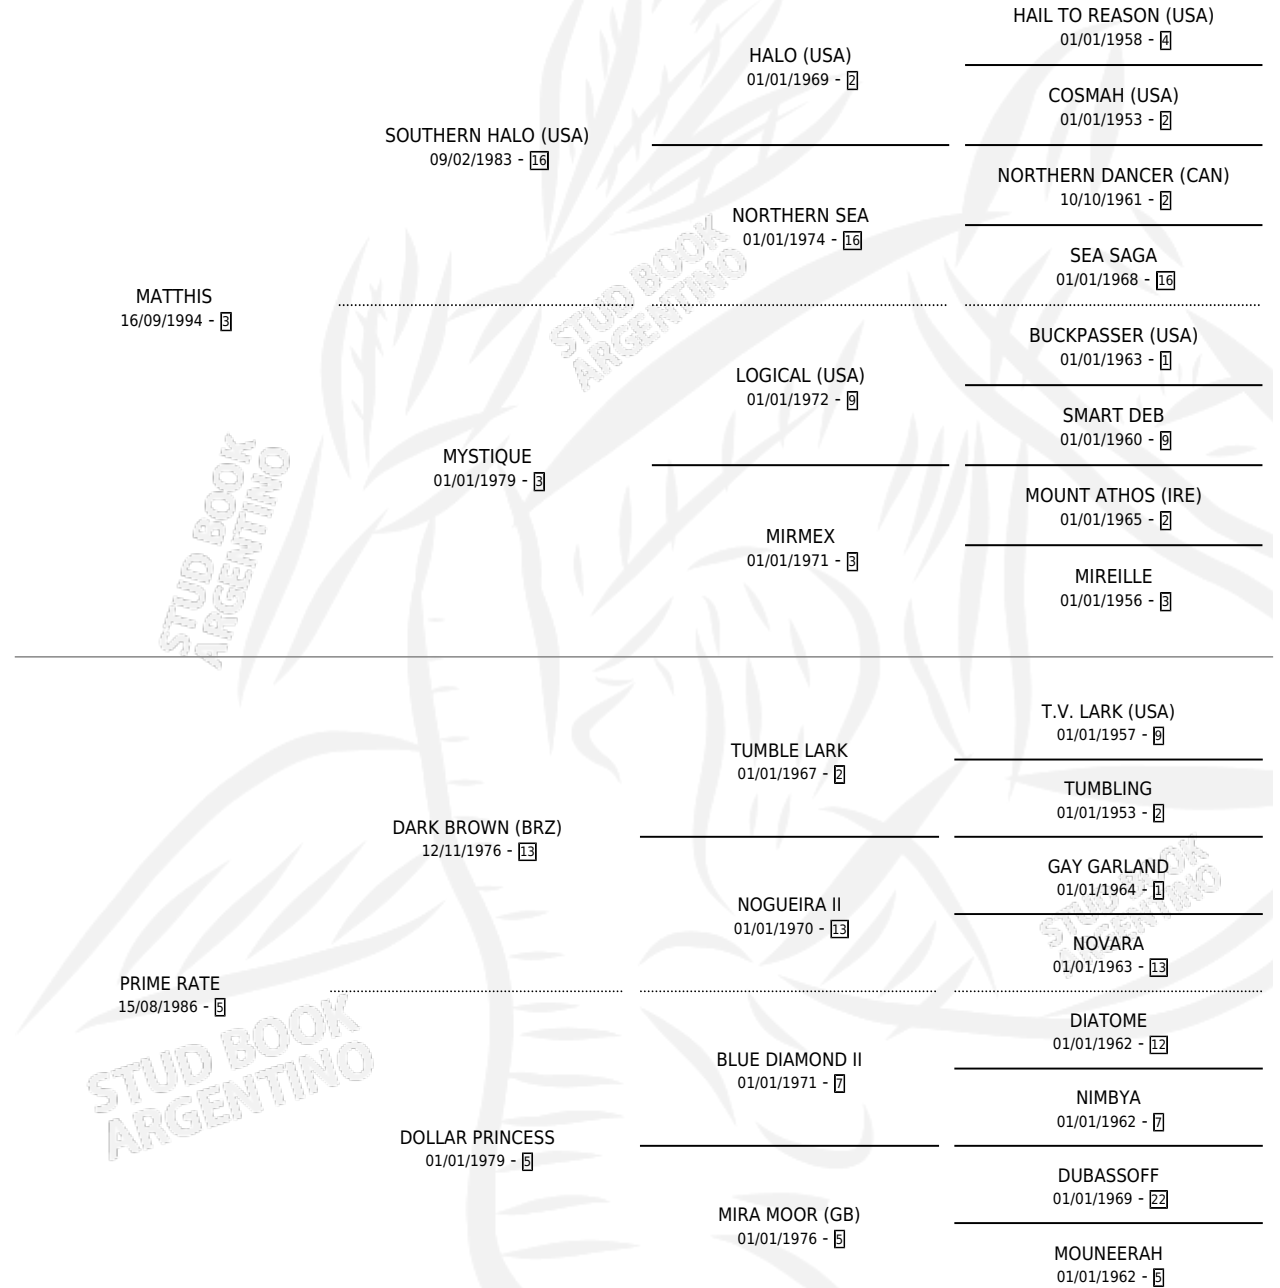 HAIL TO REASON (USA)
01/01/1958 - 4
HALO (USA)
01/01/1969 - 2
COSMAH (USA)
01/01/1953 - 2
SOUTHERN HALO (USA)
09/02/1983 - 16
NORTHERN DANCER (CAN)
10/10/1961 - 2
NORTHERN SEA
01/01/1974 - 16
SEA SAGA
01/01/1968 - 16
MATTHIS
16/09/1994 - 3
BUCKPASSER (USA)
01/01/1963 - 1
LOGICAL (USA)
01/01/1972 - 9
SMART DEB
01/01/1960 - 9
MYSTIQUE
01/01/1979 - 3
MOUNT ATHOS (IRE)
01/01/1965 - 2
MIRMEX
01/01/1971 - 3
MIREILLE
01/01/1956 - 3
T.V. LARK (USA)
01/01/1957 - 9
TUMBLE LARK
01/01/1967 - 2
TUMBLING
01/01/1953 - 2
DARK BROWN (BRZ)
12/11/1976 - 13
GAY GARLAND
01/01/1964 - 1
NOGUEIRA II
01/01/1970 - 13
NOVARA
01/01/1963 - 13
PRIME RATE
15/08/1986 - 5
DIATOME
01/01/1962 - 12
BLUE DIAMOND II
01/01/1971 - 7
NIMBYA
01/01/1962 - 7
DOLLAR PRINCESS
01/01/1979 - 5
DUBASSOFF
01/01/1969 - 22
MIRA MOOR (GB)
01/01/1976 - 5
MOUNEERAH
01/01/1962 - 5
STUD BOOK
ARGENTINO
STUD BOOK
ARGENTINO
STUD BOOK
ARGENTINO
STUD BOOK
ARGENTINO